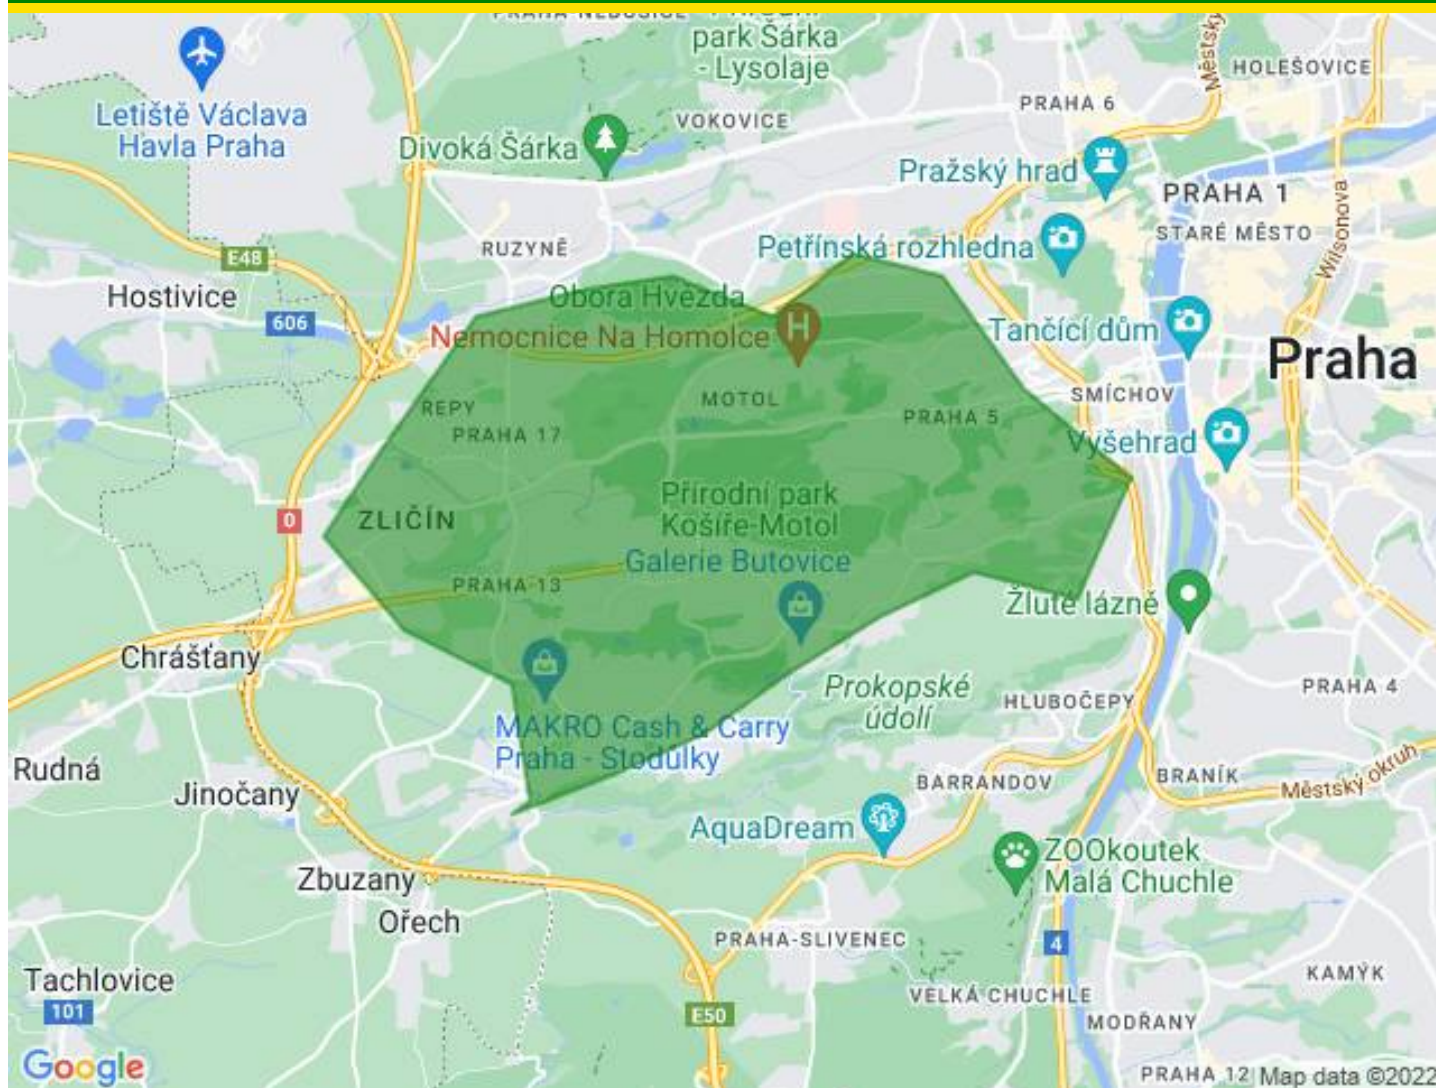 PRAHA-NEBUŠICE
Přírodní
park Šárka
- Lysolaje
Městský
HOLEŠOVICE
Letiště Václava
Havla Praha
PRAHA 6
VOKOVICE
Divoká Šárka
Pražský hrad
PRAHA 1
STARÉ MĚSTO
Wilsonova
RUZYNĚ
Petřínská rozhledna
E48
Hostivice
606
Obora Hvězda
Nemocnice Na Homolce
H
Tančící dům
Praha
SMÍCHOV
MOTOL
REPY
PRAHA 17
PRAHA 5
Vyšehrad
Přírodní park
Košíře-Motol
0
ZLIČÍN
Galerie Butovice
PRAHA 13
Žluté lázně
Chrášťany
Prokopské
údolí
HLUBOČEPY
PRAHA 4
MAKRO Cash & Carry
Praha - Stodůlky
Rudná
Jinočany
BARRANDOV
BRANÍK
Městský okruh
AquaDream
ZOOkoutek
Malá Chuchle
Zbuzany
Ořech
PRAHA-SLIVENEC
4
Tachlovice
101
KAMÝK
VELKÁ CHUCHLE
E50
MODŘANY
Google
PRAHA 12
Map data ©2022